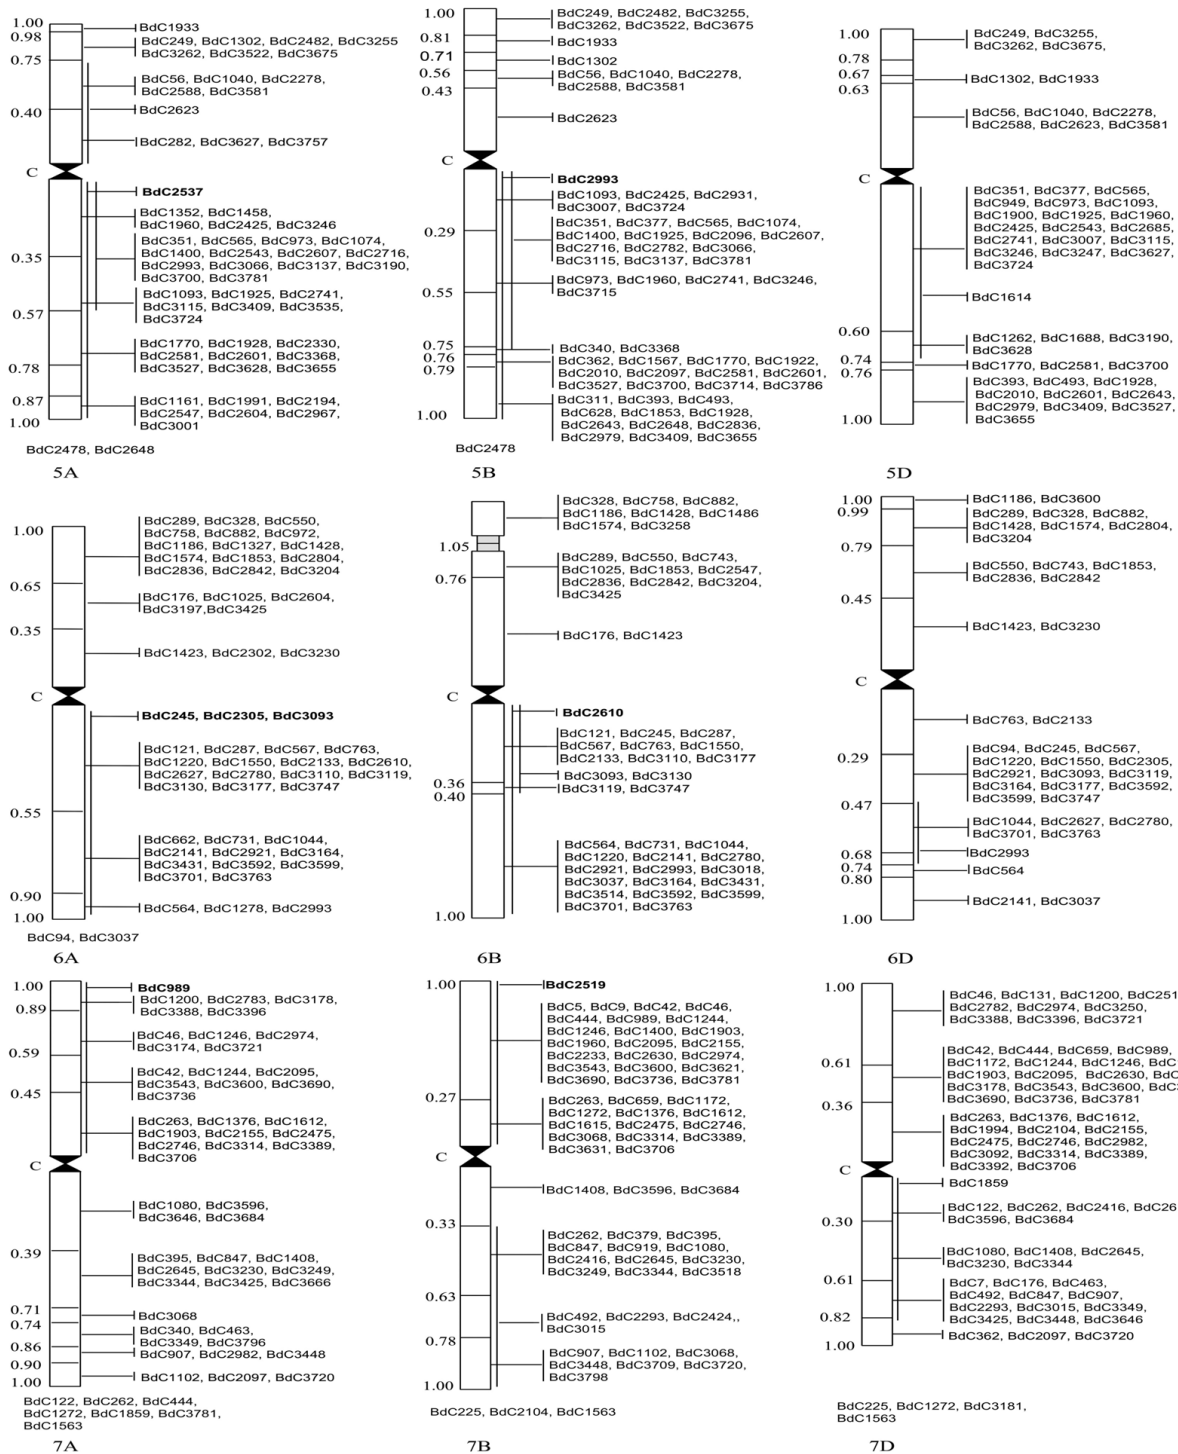 1.00
0.98
0.75
0.40
C
0.35
0.57
0.78
0.87
1.00
BdC1933
BdC249, BdC1302, BdC2482, BdC3255
BdC3262, BdC3522, BdC3675
BdC56, BdC1040, BdC2278,
BdC2588, BdC3581
BdC2623
BdC282, BdC3627, BdC3757
BdC2537
BdC1352, BdC1458,
BdC1960, BdC2425, BdC3246
BdC351, BdC565, BdC973, BdC1074,
BdC1400, BdC2543, BdC2607, BdC2716,
BdC2993, BdC3066, BdC3137, BdC3190,
BdC3700, BdC3781
BdC1093, BdC1925, BdC2741,
BdC3115, BdC3409, BdC3535,
BdC3724
BdC1770, BdC1928, BdC2330,
BdC2581, BdC2601, BdC3368,
BdC3527, BdC3628, BdC3655
BdC1161, BdC1991, BdC2194,
BdC2547, BdC2604, BdC2967,
BdC3001
BdC2478, BdC2648
5A
1.00
0.81
0.71
0.56
0.43
C
0.29
0.55
0.75
0.76
0.79
1.00
BdC249, BdC2482, BdC3255,
BdC3262, BdC3522, BdC3675
BdC1933
BdC1302
BdC56, BdC1040, BdC2278,
BdC2588, BdC3581
BdC2623
BdC2993
BdC1093, BdC2425, BdC2931,
BdC3007, BdC3724
BdC351, BdC377, BdC565, BdC1074,
BdC1400, BdC1925, BdC2096, BdC2607,
BdC2716, BdC2782, BdC3066,
BdC3115, BdC3137, BdC3781
BdC973, BdC1960, BdC2741, BdC3246,
BdC3715
BdC340, BdC3368
BdC362, BdC1567, BdC1770, BdC1922,
BdC2010, BdC2097, BdC2581, BdC2601,
BdC3527, BdC3700, BdC3714, BdC3786
BdC311, BdC393, BdC493,
BdC628, BdC1853, BdC1928,
BdC2643, BdC2648, BdC2836,
BdC2979, BdC3409, BdC3655
BdC2478
5B
1.00
0.78
0.67
0.63
C
0.60
0.74
0.76
1.00
BdC249, BdC3255,
BdC3262, BdC3675,
BdC1302, BdC1933
BdC56, BdC1040, BdC2278,
BdC2588, BdC2623, BdC3581
BdC351, BdC377, BdC565,
BdC949, BdC973, BdC1093,
BdC1900, BdC1925, BdC1960,
BdC2425, BdC2543, BdC2685,
BdC2741, BdC3007, BdC3115,
BdC3246, BdC3247, BdC3627,
BdC3724
BdC1614
BdC1262, BdC1688, BdC3190,
BdC3628
BdC1770, BdC2581, BdC3700
BdC393, BdC493, BdC1928,
BdC2010, BdC2601, BdC2643,
BdC2979, BdC3409, BdC3527,
BdC3655
5D
1.00
0.65
0.35
C
0.55
0.90
1.00
BdC289, BdC328, BdC550,
BdC758, BdC882, BdC972,
BdC1186, BdC1327, BdC1428,
BdC1574, BdC1853, BdC2804,
BdC2836, BdC2842, BdC3204
BdC176, BdC1025, BdC2604,
BdC3197,BdC3425
BdC1423, BdC2302, BdC3230
BdC245, BdC2305, BdC3093
BdC121, BdC287, BdC567, BdC763,
BdC1220, BdC1550, BdC2133, BdC2610
BdC2627, BdC2780, BdC3110, BdC3119,
BdC3130, BdC3177, BdC3747
BdC662, BdC731, BdC1044,
BdC2141, BdC2921, BdC3164,
BdC3431, BdC3592, BdC3599,
BdC3701, BdC3763
BdC564, BdC1278, BdC2993
BdC94, BdC3037
6A
1.05
0.76
C
0.36
0.40
1.00
BdC328, BdC758, BdC882,
BdC1186, BdC1428, BdC1486
BdC1574, BdC3258
BdC289, BdC550, BdC743,
BdC1025, BdC1853, BdC2547,
BdC2836, BdC2842, BdC3204,
BdC3425
BdC176, BdC1423
BdC2610
BdC121, BdC245, BdC287,
BdC567, BdC763, BdC1550,
BdC2133, BdC3110, BdC3177
BdC3093, BdC3130
BdC3119, BdC3747
BdC564, BdC731, BdC1044,
BdC1220, BdC2141, BdC2780,
BdC2921, BdC2993, BdC3018,
BdC3037, BdC3164, BdC3431,
BdC3514, BdC3592, BdC3599,
BdC3701, BdC3763
6B
1.00
0.99
0.79
0.45
C
0.29
0.47
0.68
0.74
0.80
1.00
BdC1186, BdC3600
BdC289, BdC328, BdC882,
BdC1428, BdC1574, BdC2804,
BdC3204
BdC550, BdC743, BdC1853,
BdC2836, BdC2842
BdC1423, BdC3230
BdC763, BdC2133
BdC94, BdC245, BdC567,
BdC1220, BdC1550, BdC2305,
BdC2921, BdC3093, BdC3119,
BdC3164, BdC3177, BdC3592,
BdC3599, BdC3747
BdC1044, BdC2627, BdC2780,
BdC3701, BdC3763
BdC2993
BdC564
BdC2141, BdC3037
6D
1.00
0.89
0.59
0.45
C
0.39
0.71
0.74
0.86
0.90
1.00
BdC989
BdC1200, BdC2783, BdC3178,
BdC3388, BdC3396
BdC46, BdC1246, BdC2974,
BdC3174, BdC3721
BdC42, BdC1244, BdC2095,
BdC3543, BdC3600, BdC3690,
BdC3736
BdC263, BdC1376, BdC1612,
BdC1903, BdC2155, BdC2475,
BdC2746, BdC3314, BdC3389,
BdC3706
BdC1080, BdC3596,
BdC3646, BdC3684
BdC395, BdC847, BdC1408,
BdC2645, BdC3230, BdC3249,
BdC3344, BdC3425, BdC3666
BdC3068
BdC340, BdC463,
BdC3349, BdC3796
BdC907, BdC2982, BdC3448
BdC1102, BdC2097, BdC3720
BdC122, BdC262, BdC444,
BdC1272, BdC1859, BdC3781,
BdC1563
7A
1.00
0.27
C
0.33
0.63
0.78
1.00
BdC2519
BdC5, BdC9, BdC42, BdC46,
BdC444, BdC989, BdC1244,
BdC1246, BdC1400, BdC1903,
BdC1960, BdC2095, BdC2155,
BdC2233, BdC2630, BdC2974,
BdC3543, BdC3600, BdC3621,
BdC3690, BdC3736, BdC3781
BdC263, BdC659, BdC1172,
BdC1272, BdC1376, BdC1612,
BdC1615, BdC2475, BdC2746,
BdC3068, BdC3314, BdC3389,
BdC3631, BdC3706
BdC1408, BdC3596, BdC3684
BdC262, BdC379, BdC395,
BdC847, BdC919, BdC1080,
BdC2416, BdC2645, BdC3230,
BdC3249, BdC3344, BdC3518
BdC492, BdC2293, BdC2424,,
BdC3015
BdC907, BdC1102, BdC3068,
BdC3448, BdC3709, BdC3720,
BdC3798
BdC225, BdC2104, BdC1563
7B
1.00
0.61
0.36
C
0.30
0.61
0.82
1.00
BdC46, BdC131, BdC1200, BdC251
BdC2782, BdC2974, BdC3250,
BdC3388, BdC3396, BdC3721
BdC42, BdC444, BdC659, BdC989,
BdC1172, BdC1244, BdC1246, BdC1
BdC1903, BdC2095, BdC2630, BdC
BdC3178, BdC3543, BdC3600, BdC
BdC3690, BdC3736, BdC3781
BdC263, BdC1376, BdC1612,
BdC1994, BdC2104, BdC2155,
BdC2475, BdC2746, BdC2982,
BdC3092, BdC3314, BdC3389,
BdC3392, BdC3706
BdC1859
BdC122, BdC262, BdC2416, BdC26
BdC3596, BdC3684
BdC1080, BdC1408, BdC2645,
BdC3230, BdC3344
BdC7, BdC176, BdC463,
BdC492, BdC847, BdC907,
BdC2293, BdC3015, BdC3349,
BdC3425, BdC3448, BdC3646
BdC362, BdC2097, BdC3720
BdC225, BdC1272, BdC3181,
BdC1563
7D